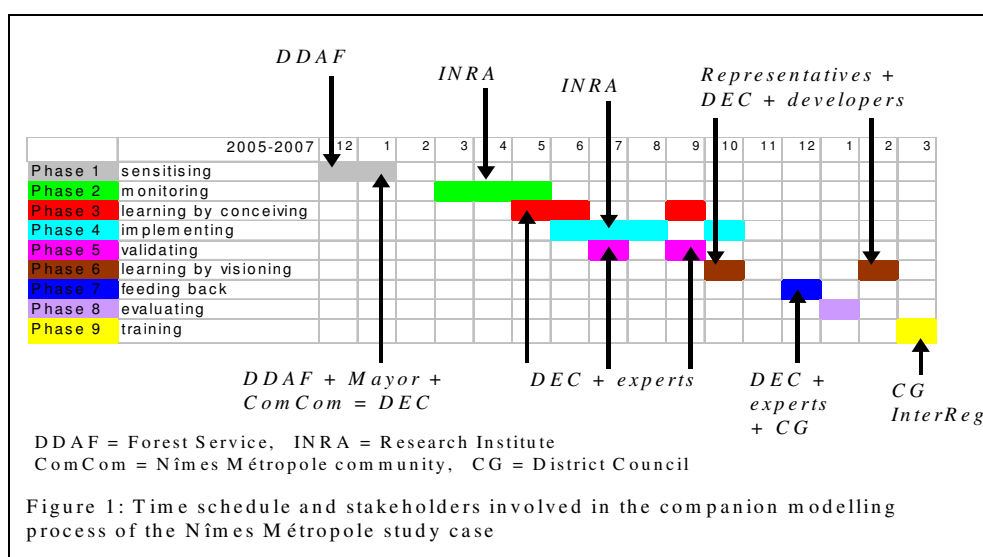 DDAF
INRA
INRA
Representatives +
DEC + developers
2005-2007 12 1 2 3 4 5 6 7 8 9 10 11 12 1 2 3
Phase 1 sensitising
Phase 2 monitoring
Phase 3 learning by conceiving
Phase 4 implementing
Phase 5 validating
Phase 6 learning by visioning
Phase 7 feeding back
Phase 8 evaluating
Phase 9 training
DDAF + Mayor +
ComCom = DEC
DEC + experts
DEC +
experts
+ CG
CG
InterReg
DDAF = Forest Service, INRA = Research Institute
ComCom = Nîmes Métropole community, CG = District Council
Figure 1: Time schedule and stakeholders involved in the companion modelling
process of the Nîmes Métropole study case